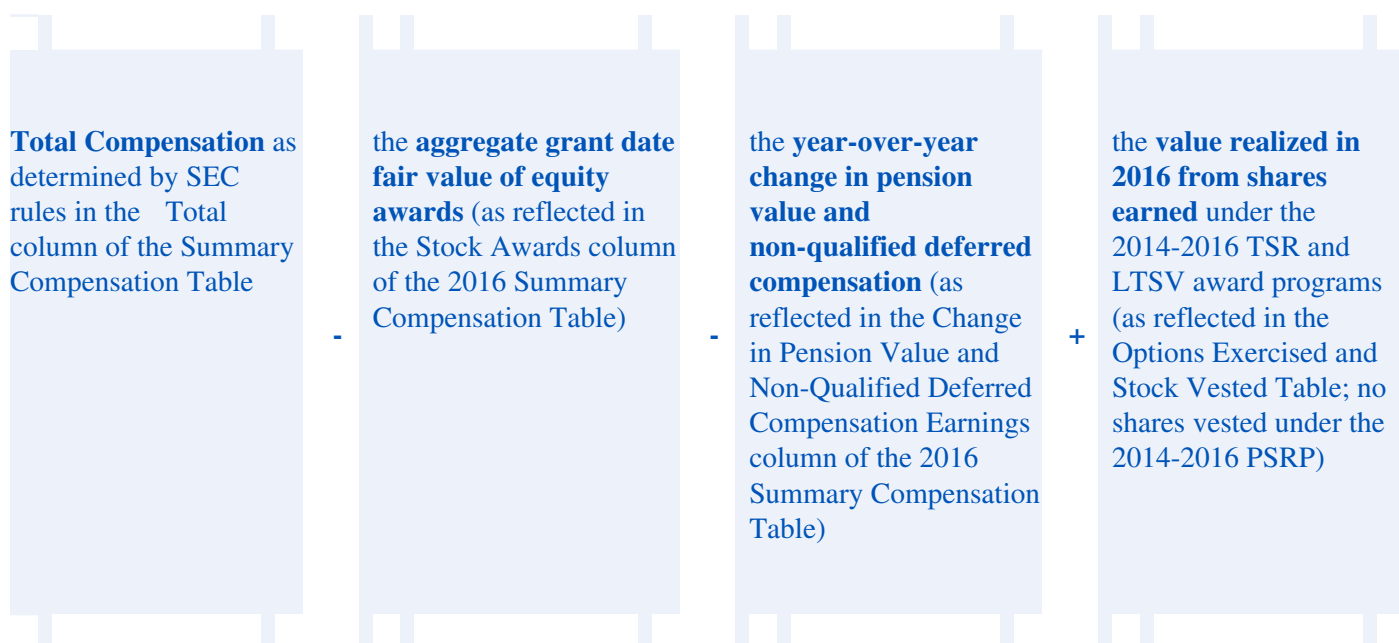 Total Compensation as
determined by SEC
rules in the Total
column of the Summary
Compensation Table
-
the aggregate grant date
fair value of equity
awards (as reflected in
the Stock Awards column
of the 2016 Summary
Compensation Table)
-
the year-over-year
change in pension
value and
non-qualified deferred
compensation (as
reflected in the Change
in Pension Value and
Non-Qualified Deferred
Compensation Earnings
column of the 2016
Summary Compensation
Table)
+
the value realized in
2016 from shares
earned under the
2014-2016 TSR and
LTSV award programs
(as reflected in the
Options Exercised and
Stock Vested Table; no
shares vested under the
2014-2016 PSRP)